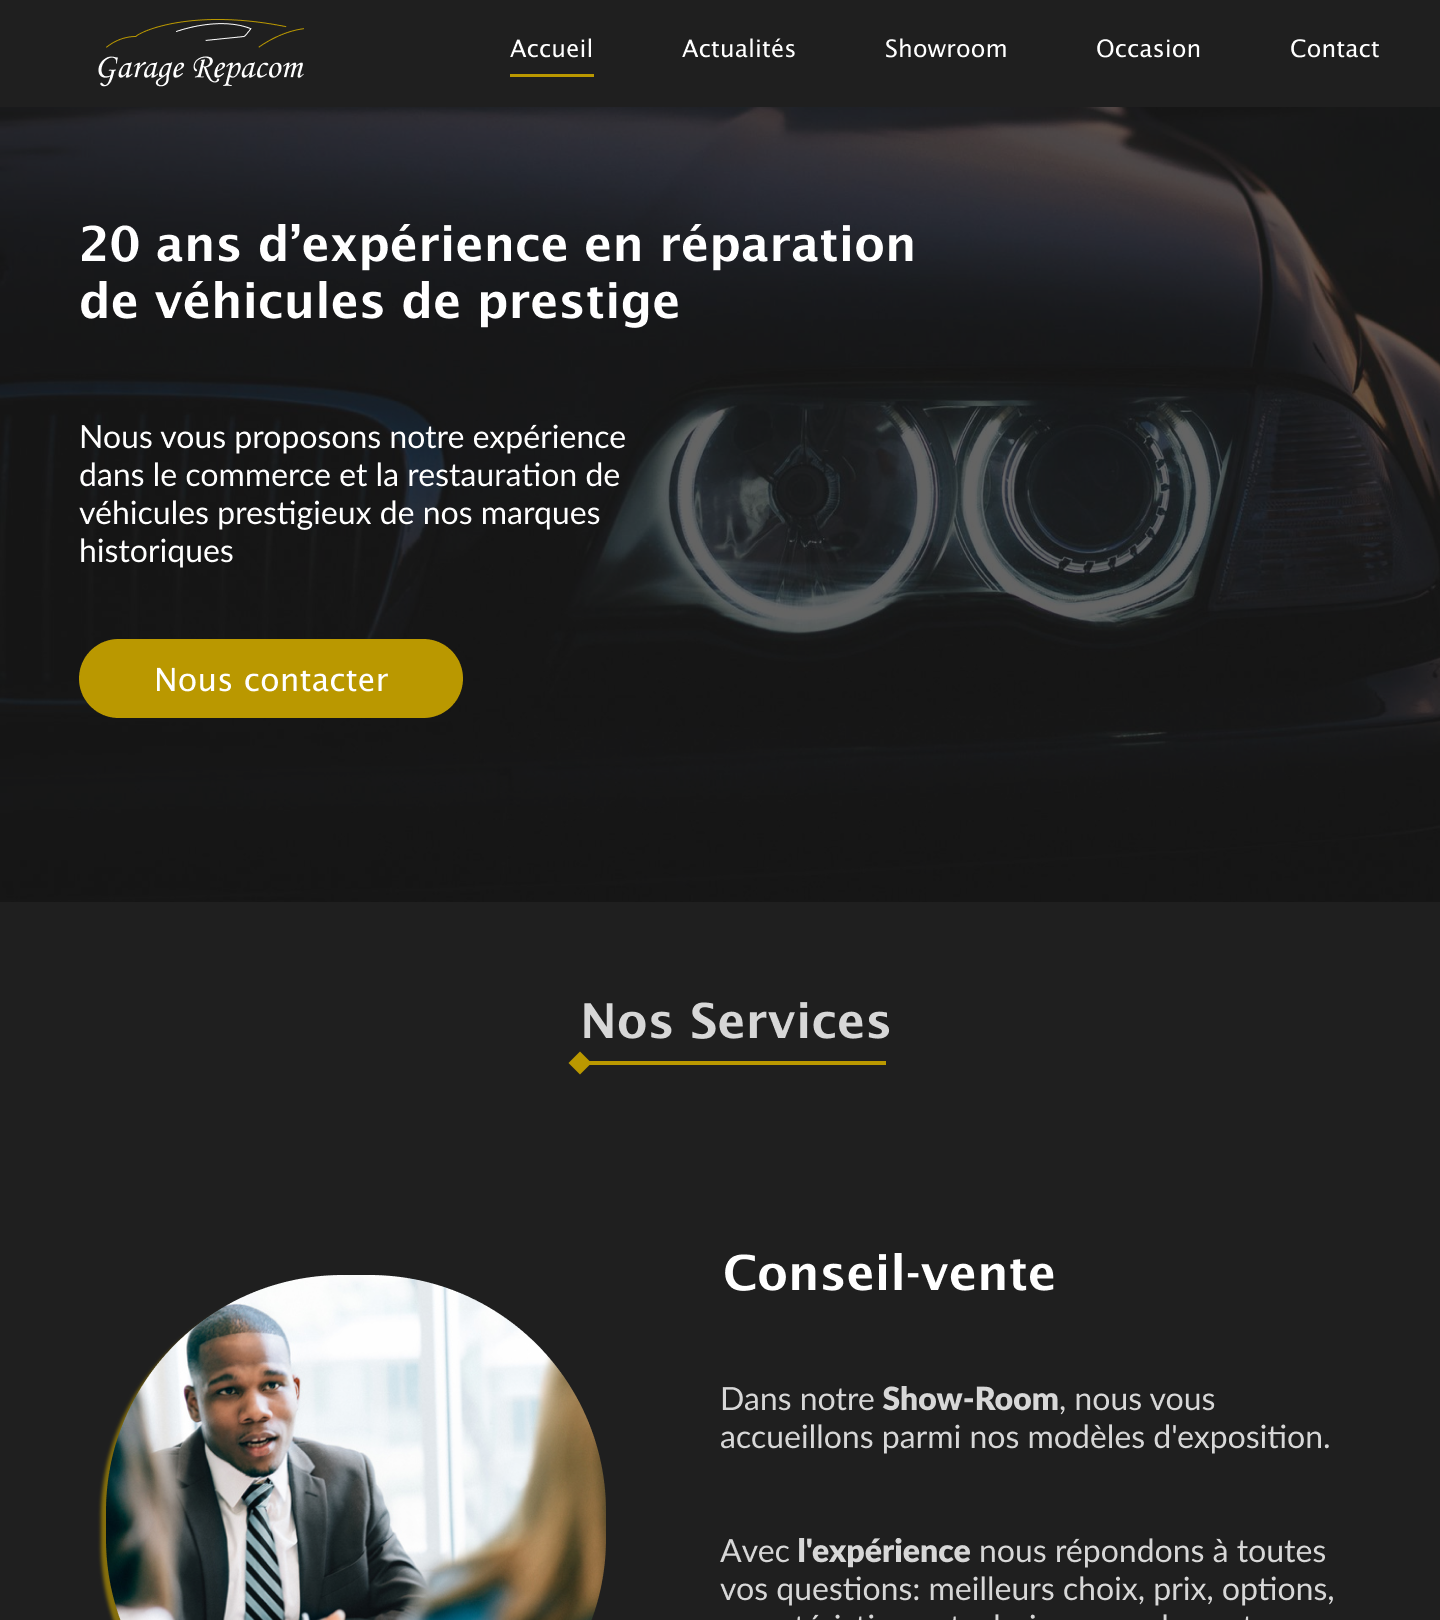 Garage Repacom
Accueil
Actualités
Showroom
Occasion
Contact
20 ans d’expérience en réparation
de véhicules de prestige
Nous vous proposons notre expérience
dans le commerce et la restauration de
véhicules prestigieux de nos marques
historiques
Nous contacter
Nos Services
Conseil-vente
Dans notre Show-Room, nous vous
accueillons parmi nos modèles d'exposition.
Avec l'expérience nous répondons à toutes
vos questions: meilleurs choix, prix, options,